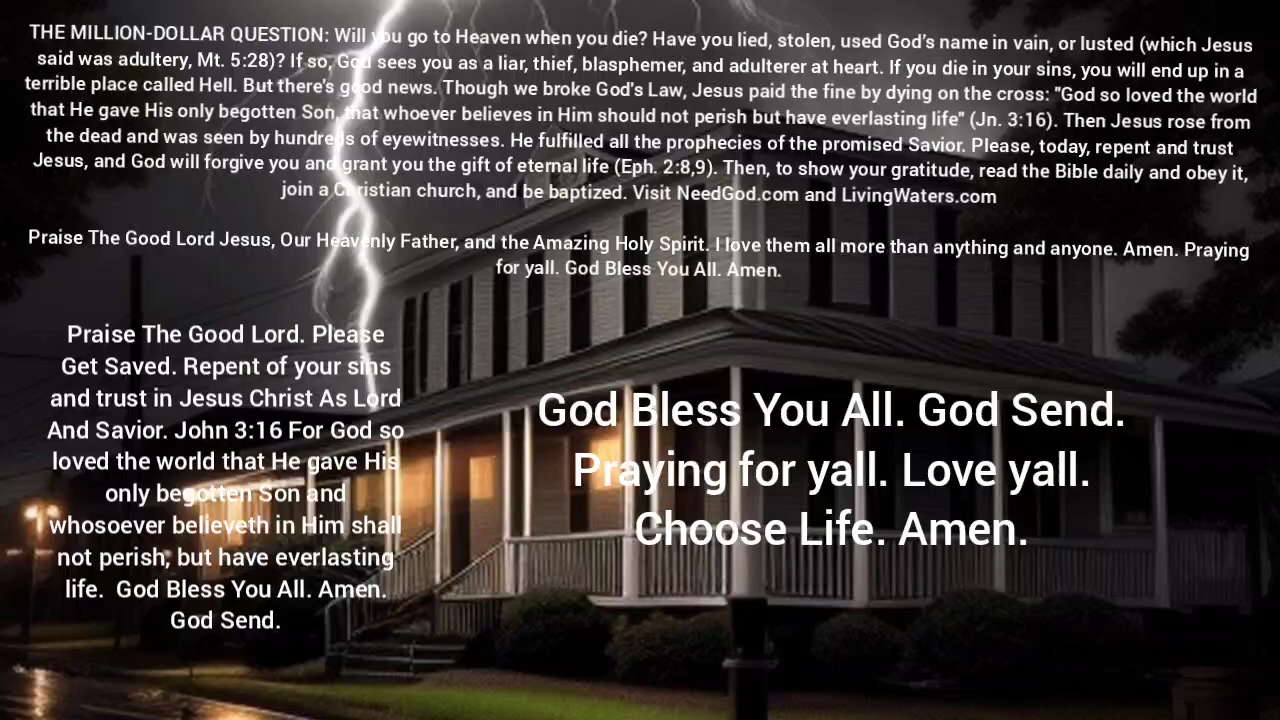 THE MILLION-DOLLAR QUESTION: Will you go to Heaven when you die? Have you lied, stolen, used God's name in vain, or lusted (which Jesus
said was adultery, Mt. 5:28)? If so, God sees you as a liar, thief, blasphemer, and adulterer at heart. If you die in your sins, you will end up in a
terrible place called Hell. But there's good news. Though we broke God's Law, Jesus paid the fine by dying on the cross: "God so loved the world
that He gave His only begotten Son, that whoever believes in Him should not perish but have everlasting life" (Jn. 3:16). Then Jesus rose from
the dead and was seen by hundreds of eyewitnesses. He fulfilled all the prophecies of the promised Savior. Please, today, repent and trust
Jesus, and God will forgive you and grant you the gift of eternal life (Eph. 2:8,9). Then, to show your gratitude, read the Bible daily and obey it,
join a Christian church, and be baptized. Visit NeedGod.com and LivingWaters.com
Praise The Good Lord Jesus, Our Heavenly Father, and the Amazing Holy Spirit. I love them all more than anything and anyone. Amen. Praying
for yall. God Bless You All. Amen.
Praise The Good Lord. Please
Get Saved. Repent of your sins
and trust in Jesus Christ As Lord
And Savior. John 3:16 For God so
loved the world that He gave His
only begotten Son and
whosoever believeth in Him shall
not perish, but have everlasting
life.  God Bless You All. Amen.
God Send.
God Bless You All. God Send.
Praying for yall. Love yall.
Choose Life. Amen.